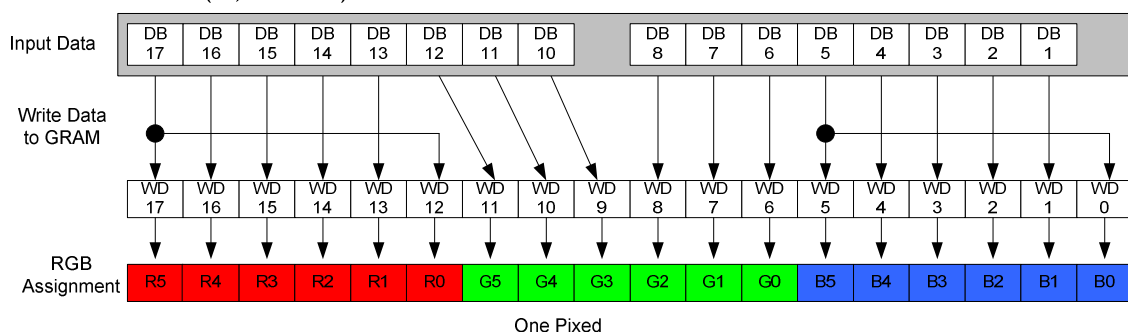 Input Data
DB 17 DB 16 DB 15 DB 14 DB 13 DB 12 DB 11 DB 10 DB 8 DB 7 DB 6 DB 5 DB 4 DB 3 DB 2 DB 1
Write Data
to GRAM
WD 17 WD 16 WD 15 WD 14 WD 13 WD 12 WD 11 WD 10 WD 9 WD 8 WD 7 WD 6 WD 5 WD 4 WD 3 WD 2 WD 1 WD 0
RGB
Assignment
R5 R4 R3 R2 R1 R0 G5 G4 G3 G2 G1 G0 B5 B4 B3 B2 B1 B0
One Pixed